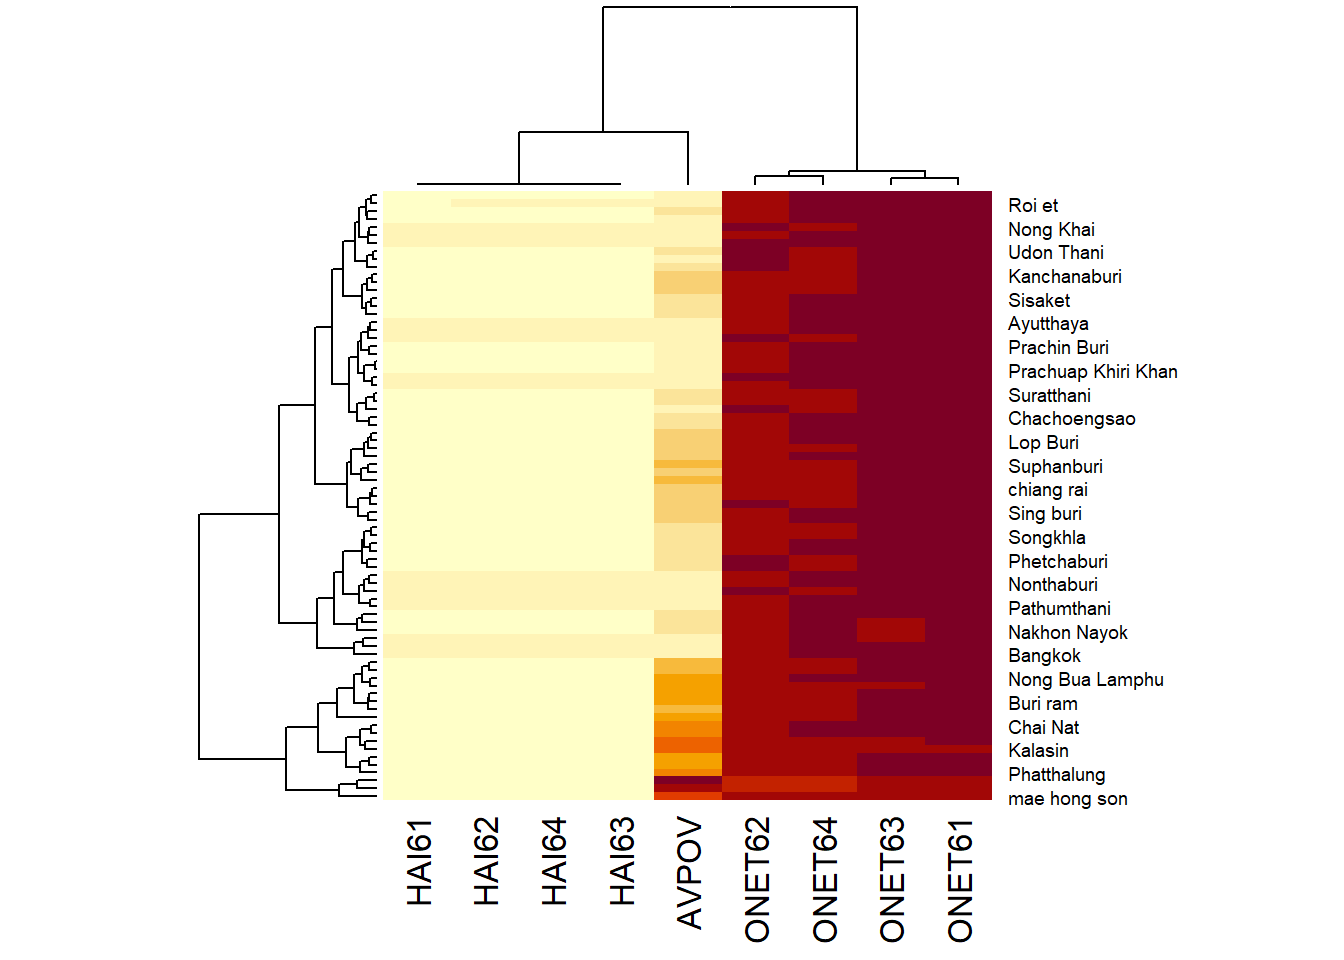 Roi et
Nong Khai
Udon Thani
Kanchanaburi
Sisaket
Ayutthaya
Prachin Buri
Prachuap Khiri Khan
Suratthani
Chachoengsao
Lop Buri
Suphanburi
chiang rai
Sing buri
Songkhla
Phetchaburi
Nonthaburi
Pathumthani
Nakhon Nayok
Bangkok
Nong Bua Lamphu
Buri ram
Chai Nat
Kalasin
Phatthalung
mae hong son
HAI61
HAI62
HAI64
HAI63
AVPOV
ONET62
ONET64
ONET63
ONET61